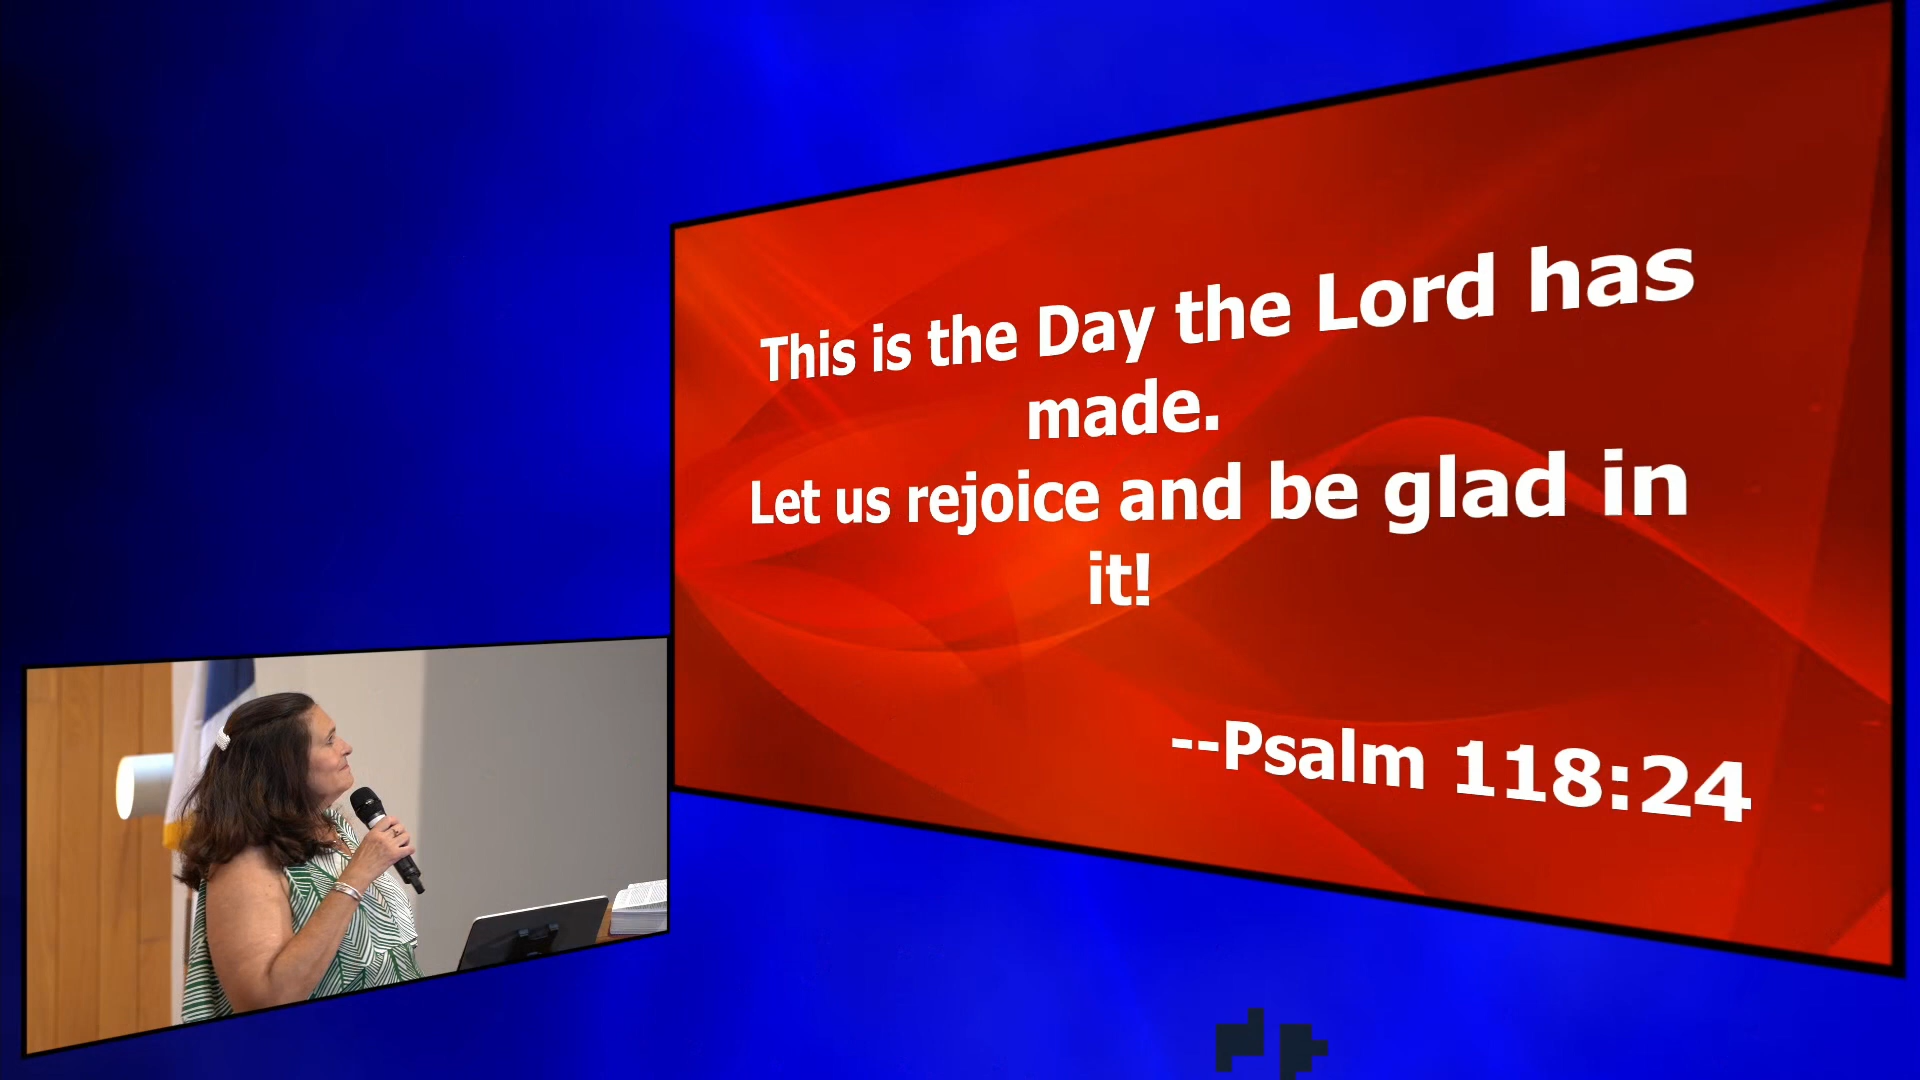 This is the Day the Lord has
made.
Let us rejoice and be glad in
it!
--Psalm 118:24